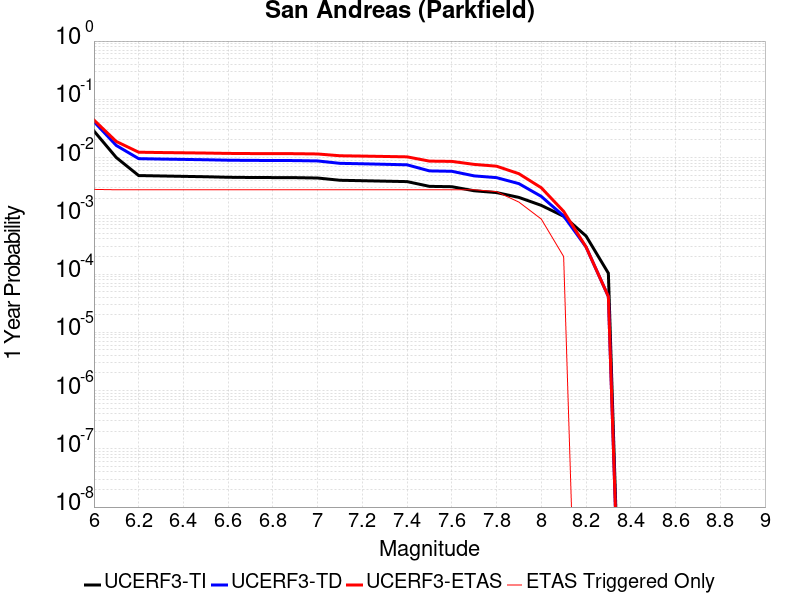 San Andreas (Parkfield)
10^0
10^-1
10^-2
10^-3
10^-4
10^-5
10^-6
10^-7
10^-8
1 Year Probability
6 6.2 6.4 6.6 6.8 7 7.2 7.4 7.6 7.8 8 8.2 8.4 8.6 8.8 9
Magnitude
UCERF3-TI UCERF3-TD UCERF3-ETAS ETAS Triggered Only